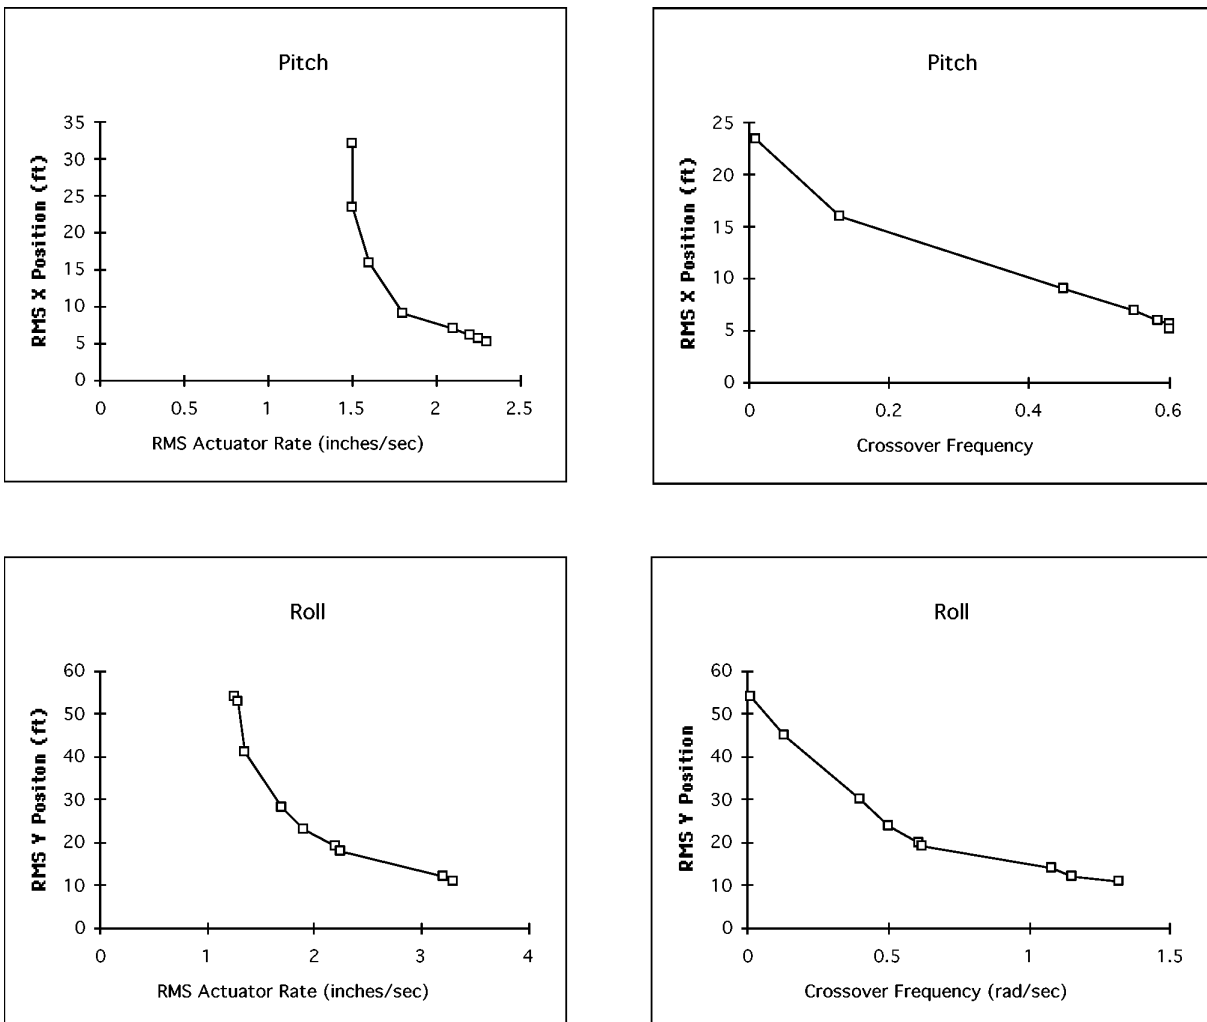 Pitch
35
30
25
20
15
10
5
0
RMS X Position (ft)
0 0.5 1 1.5 2 2.5
RMS Actuator Rate (inches/sec)
Pitch
25
20
15
10
5
0
RMS X Position (ft)
0 0.2 0.4 0.6
Crossover Frequency
Roll
60
50
40
30
20
10
0
RMS Y Positon (ft)
0 1 2 3 4
RMS Actuator Rate (inches/sec)
Roll
60
50
40
30
20
10
0
RMS Y Position
0 0.5 1 1.5
Crossover Frequency (rad/sec)